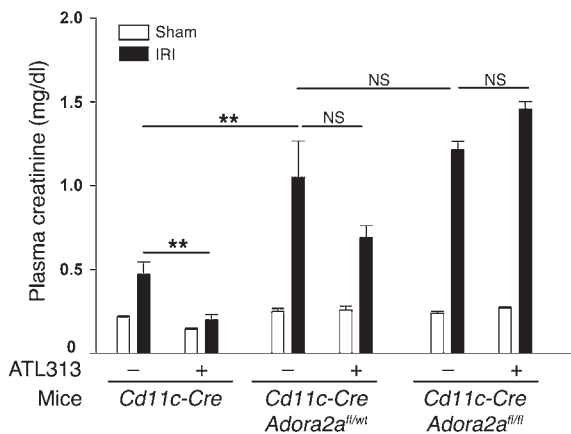 2.0
Sham
IRI
NS
NS
1.5
**
NS
Plasma creatinine (mg/dl)
1.0
**
0.5
0
ATL313 – + – + – +
Mice Cd11c-Cre Cd11c-Cre Cd11c-Cre
Adora2a^fl/wt Adora2a^fl/fl